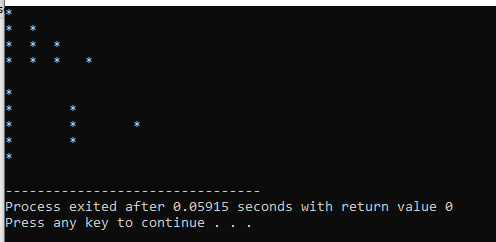 *
*  *
*  *  *
*  *  *   *
*
*       *
*       *       *
*       *
*
--------------------------------
Process exited after 0.05915 seconds with return value 0
Press any key to continue . . .